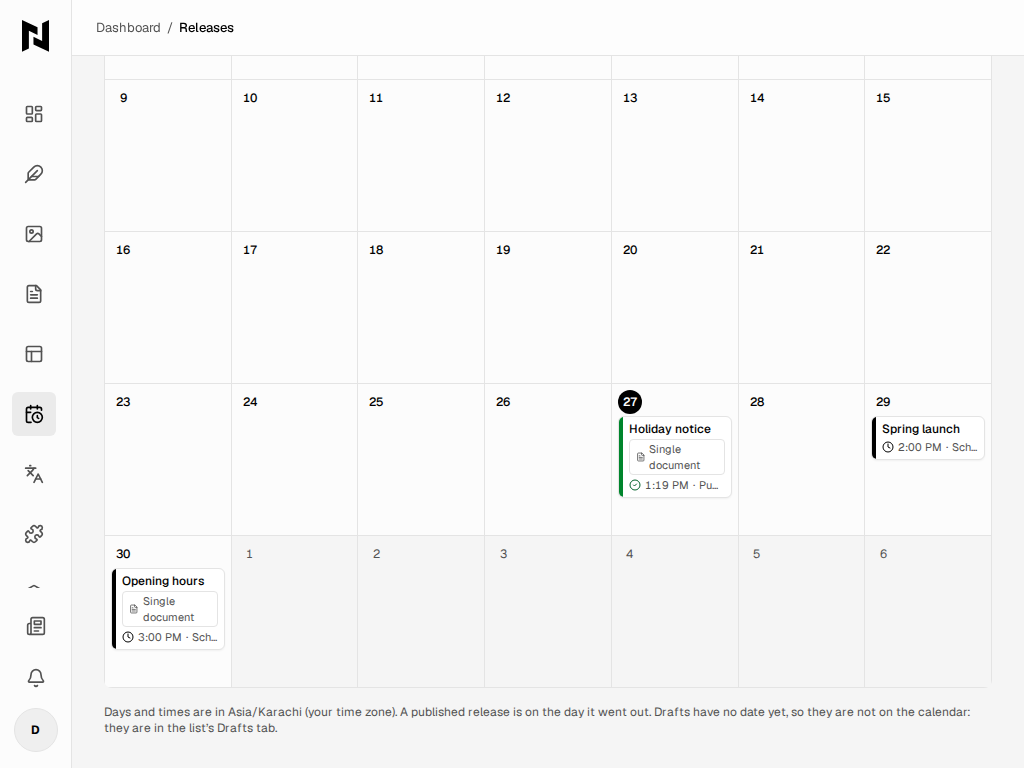 Dashboard / Releases
9 10 11 12 13 14 15
16 17 18 19 20 21 22
23 24 25 26 27 28 29
Holiday notice
Single
document
1:19 PM · Pu...
Spring launch
2:00 PM · Sch...
30 1 2 3 4 5 6
Opening hours
Single
document
3:00 PM · Sch...
Days and times are in Asia/Karachi (your time zone). A published release is on the day it went out. Drafts have no date yet, so they are not on the calendar:
they are in the list's Drafts tab.
D